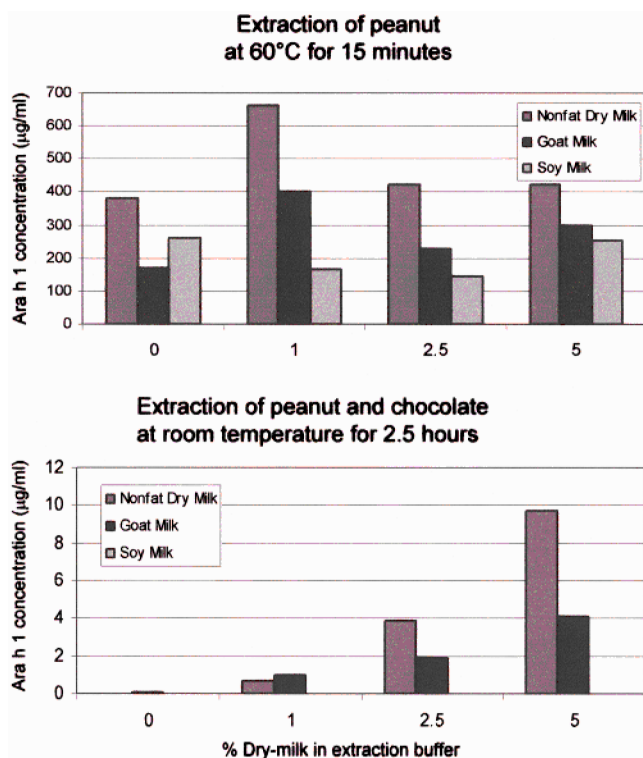 Extraction of peanut
at 60°C for 15 minutes
Ara h 1 concentration (µg/ml)
700
600
500
400
300
200
100
0
Nonfat Dry Milk
Goat Milk
Soy Milk
0 1 2.5 5
Extraction of peanut and chocolate
at room temperature for 2.5 hours
Ara h 1 concentration (µg/ml)
12
10
8
6
4
2
0
Nonfat Dry Milk
Goat Milk
Soy Milk
0 1 2.5 5
% Dry-milk in extraction buffer